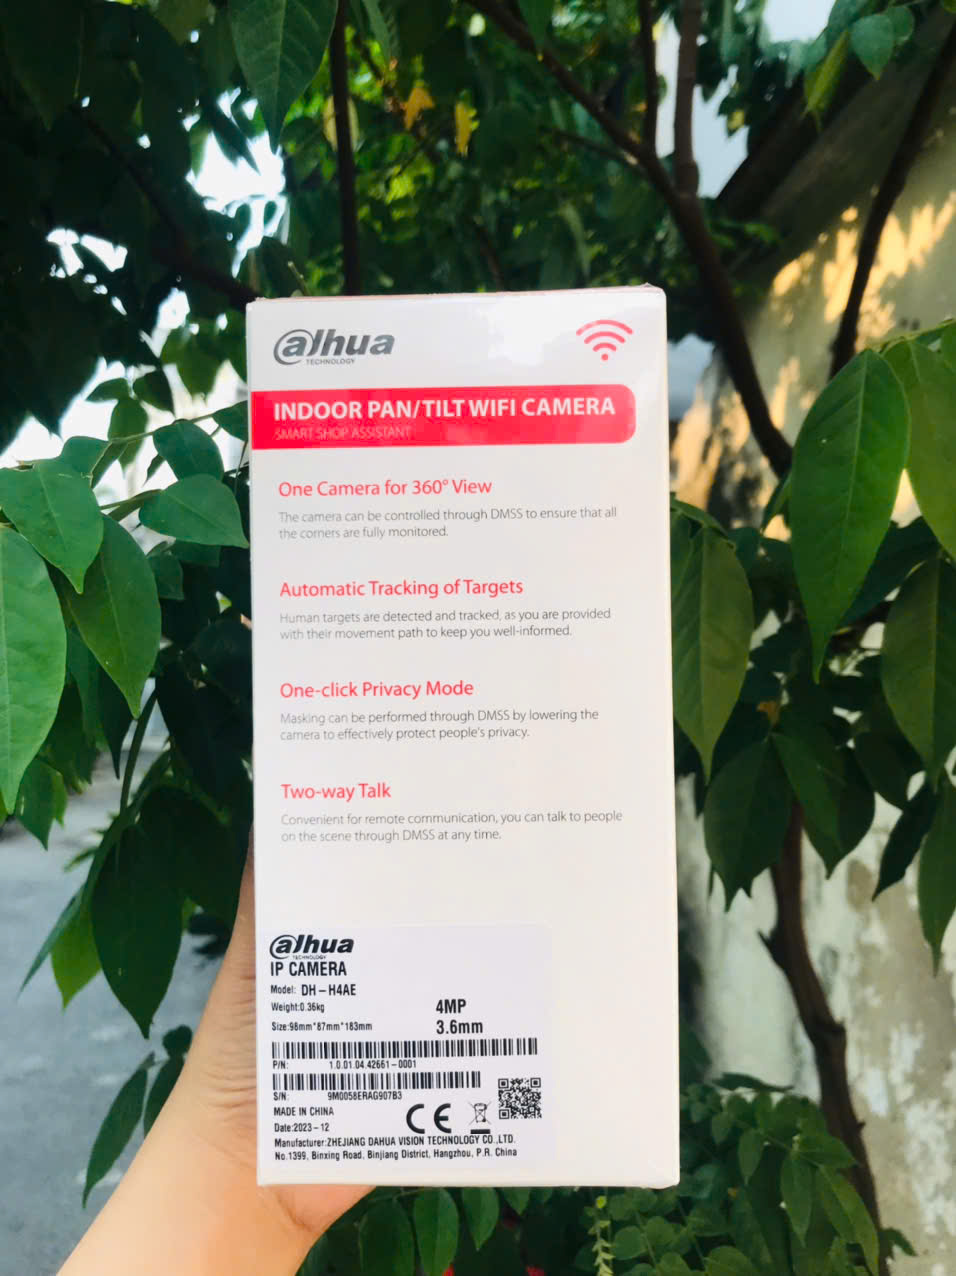 alhua
TECHNOLOGY
INDOOR PAN/TILT WIFI CAMERA
SMART SHOP ASSISTANT
One Camera for 360° View
The camera can be controlled through DMSS to ensure that all
the corners are fully monitored.
Automatic Tracking of Targets
Human targets are detected and tracked, as you are provided
with their movement path to keep you well-informed.
One-click Privacy Mode
Masking can be performed through DMSS by lowering the
camera to effectively protect people's privacy.
Two-way Talk
Convenient for remote communication, you can talk to people
on the scene through DMSS at any time.
alhua
TECHNOLOGY
IP CAMERA
Model: DH-H4AE
Weight:0.36kg 4MP
Size:98mm*87mm*183mm 3.6mm
P/N: 1.0.01.04.42661-0001
S/N: 9M0058ERAG907B3
MADE IN CHINA
Date:2023-12 CE
Manufacturer:ZHEJIANG DAHUA VISION TECHNOLOGY CO.,LTD.
No.1399, Binxing Road, Binjiang District, Hangzhou, P.R. China